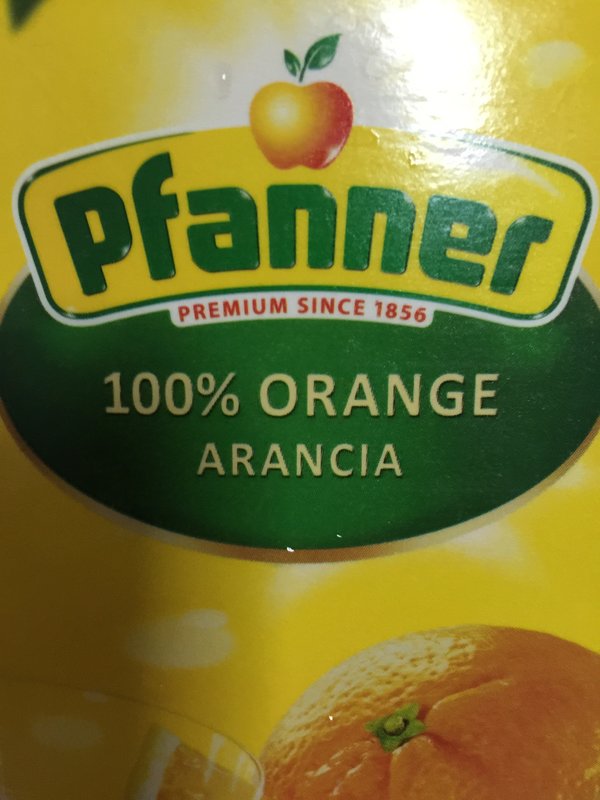 Pfanner
PREMIUM SINCE 1856
100% ORANGE
ARANCIA